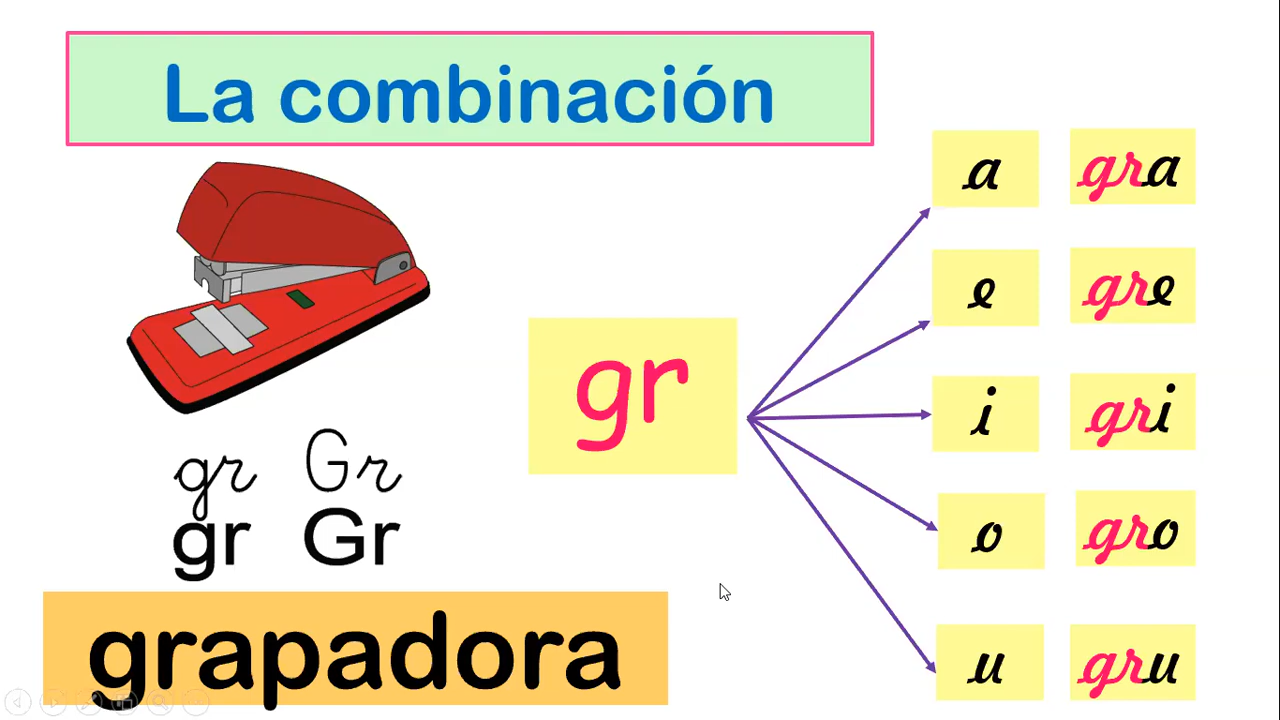 La combinación
gr Gr
gr Gr
grapadora
gr
a gra
e gre
i gri
o gro
u gru